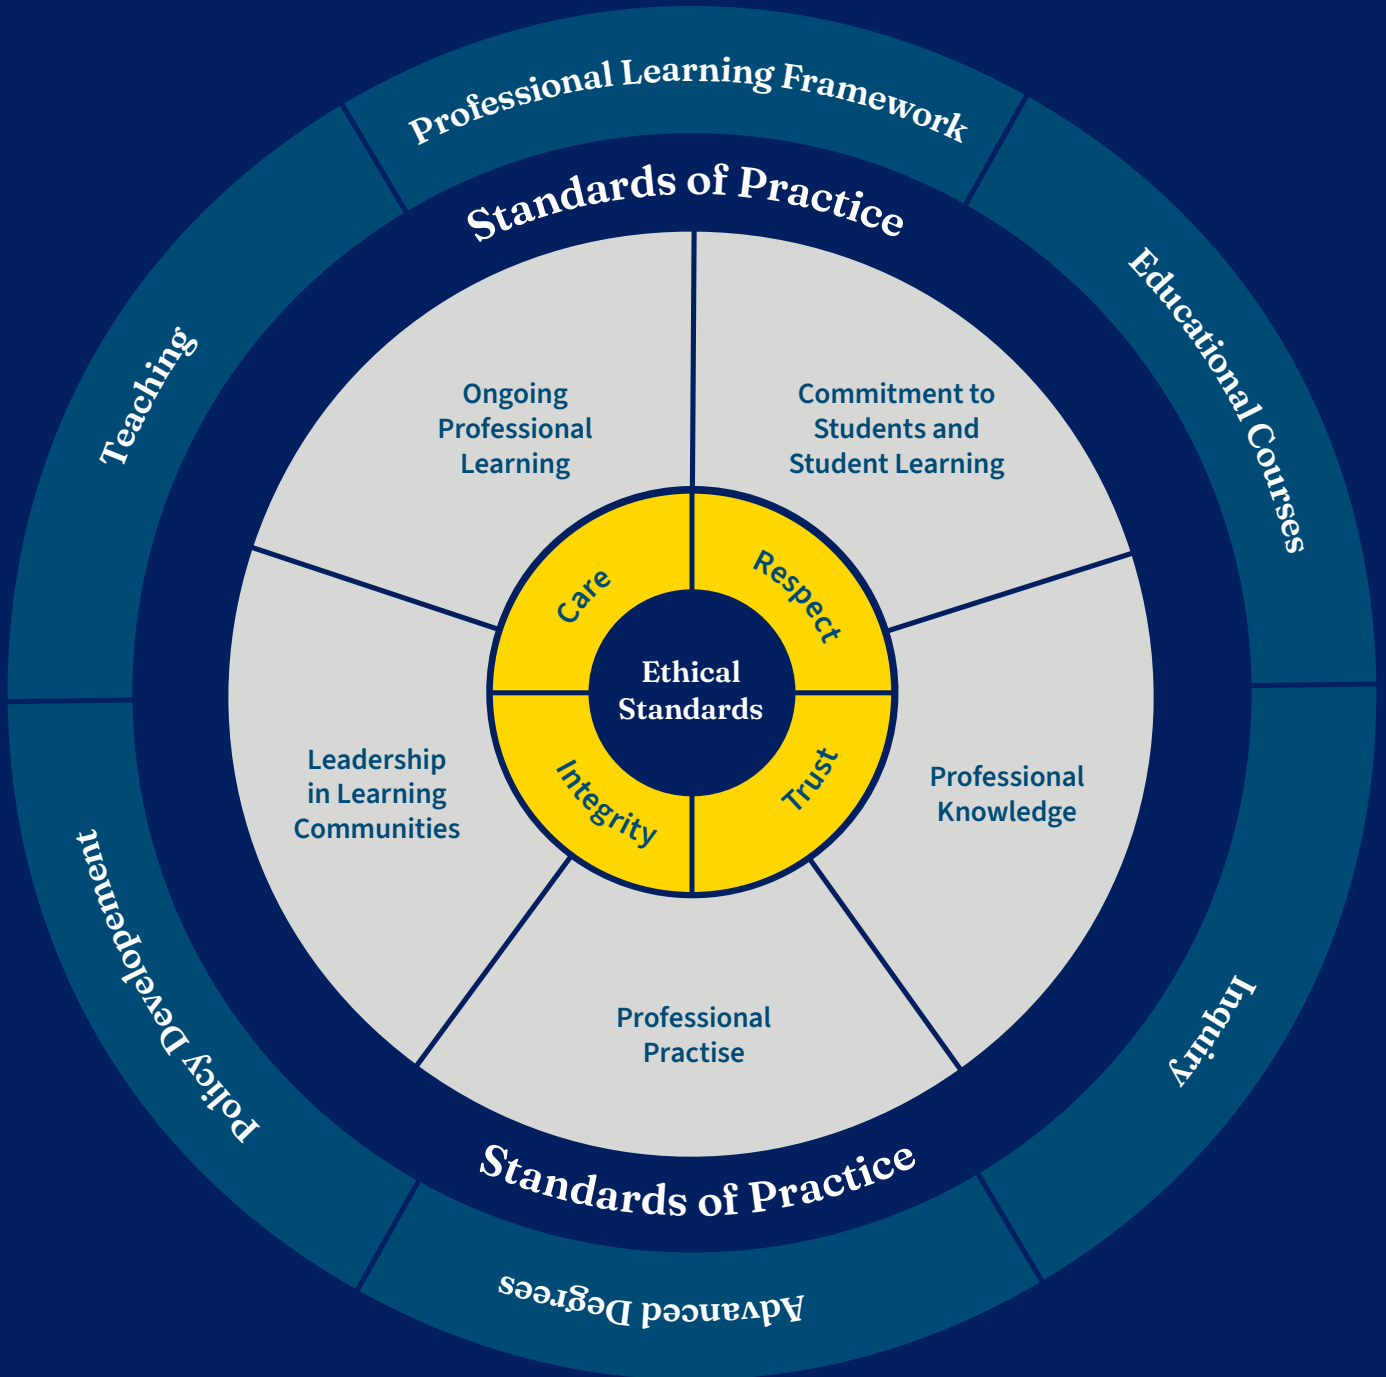 Professional Learning Framework
Educational Courses
Inquiry
Advanced Degrees
Policy Developement
Teaching
Standards of Practice
Ongoing
Professional
Learning
Commitment to
Students and
Student Learning
Professional
Knowledge
Professional
Practise
Leadership
in Learning
Communities
Care
Respect
Trust
Integrity
Ethical
Standards
Standards of Practice